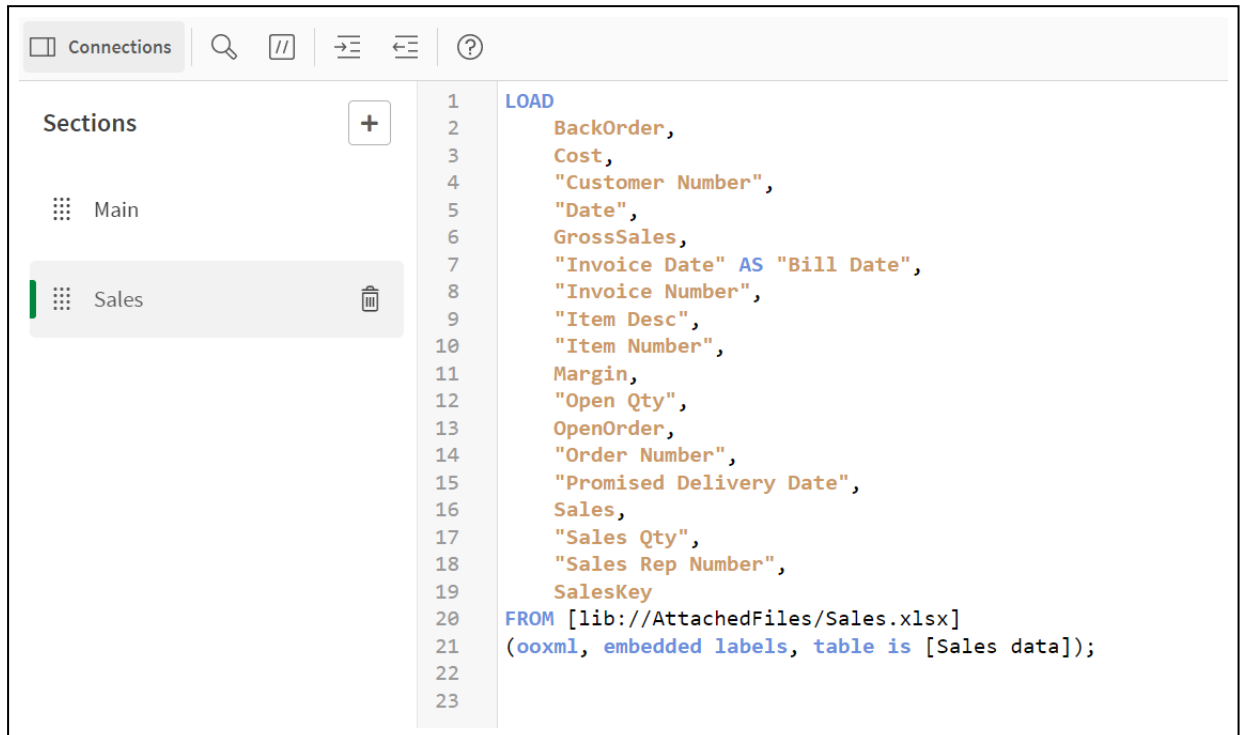 Connections
//
?
Sections
+
Main
Sales
1 LOAD
2 BackOrder,
3 Cost,
4 "Customer Number",
5 "Date",
6 GrossSales,
7 "Invoice Date" AS "Bill Date",
8 "Invoice Number",
9 "Item Desc",
10 "Item Number",
11 Margin,
12 "Open Qty",
13 OpenOrder,
14 "Order Number",
15 "Promised Delivery Date",
16 Sales,
17 "Sales Qty",
18 "Sales Rep Number",
19 SalesKey
20 FROM [lib://AttachedFiles/Sales.xlsx]
21 (ooxml, embedded labels, table is [Sales data]);
22
23